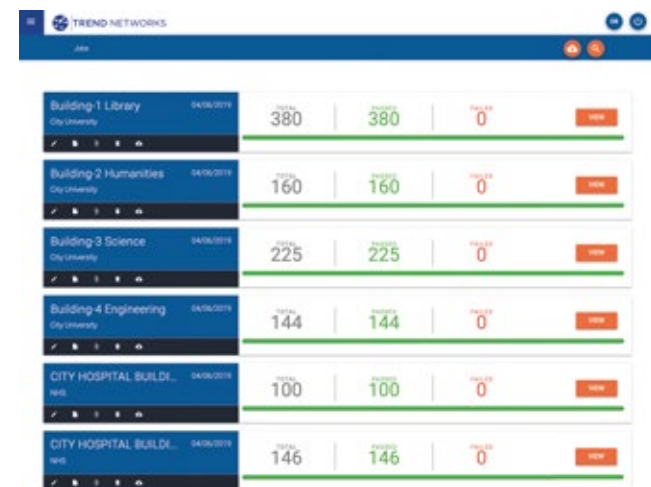 TREND NETWORKS
Jobs
Building-1 Library 04/06/2019
City University
TOTAL PASSED FAILED
380 380 0
VIEW
Building-2 Humanities 04/06/2019
City University
TOTAL PASSED FAILED
160 160 0
VIEW
Building-3 Science 04/06/2019
City University
TOTAL PASSED FAILED
225 225 0
VIEW
Building-4 Engineering 04/06/2019
City University
TOTAL PASSED FAILED
144 144 0
VIEW
CITY HOSPITAL BUILDI... 04/06/2019
NHS
TOTAL PASSED FAILED
100 100 0
VIEW
CITY HOSPITAL BUILDI... 04/06/2019
NHS
TOTAL PASSED FAILED
146 146 0
VIEW